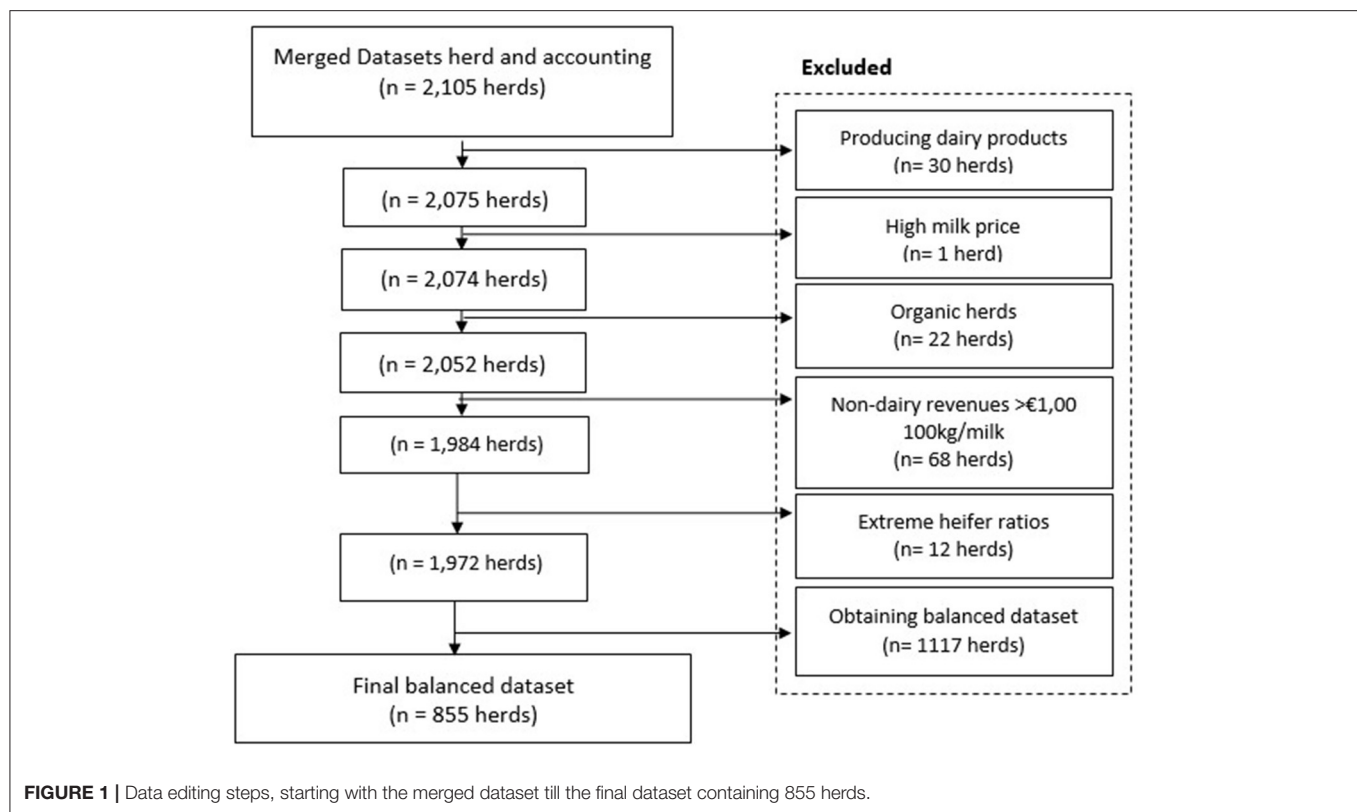 Merged Datasets herd and accounting
(n = 2,105 herds)
Excluded
Producing dairy products
(n= 30 herds)
(n = 2,075 herds)
High milk price
(n= 1 herd)
(n = 2,074 herds)
Organic herds
(n= 22 herds)
(n = 2,052 herds)
Non-dairy revenues >€1,00
100kg/milk
(n= 68 herds)
(n = 1,984 herds)
Extreme heifer ratios
(n= 12 herds)
(n = 1,972 herds)
Obtaining balanced dataset
(n= 1117 herds)
Final balanced dataset
(n = 855 herds)
FIGURE 1 | Data editing steps, starting with the merged dataset till the final dataset containing 855 herds.